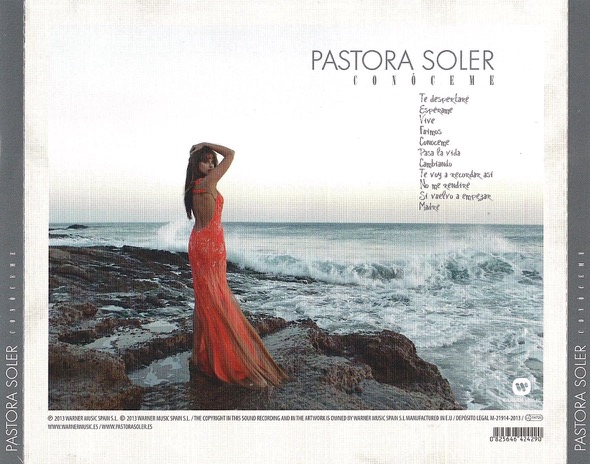 PASTORA SOLER
CONÓCEME
Te despertaré
Espérame
Vive
Fuimos
Conóceme
Pasa la vida
Cambiando
Te voy a recordar así
No me rendiré
Si vuelvo a empezar
Madre
PASTORA SOLER CONÓCEME
PASTORA SOLER CONÓCEME
℗ 2013 WARNER MUSIC SPAIN S.L. © 2013 WARNER MUSIC SPAIN S.L. / THE COPYRIGHT IN THIS SOUND RECORDING AND IN THE ARTWORK IS OWNED BY WARNER MUSIC SPAIN S.L MANUFACTURED IN E.U / DEPÓSITO LEGAL M-21914-2013 /
WWW.WARNERMUSIC.ES / WWW.PASTORASOLER.ES
0 825646 424290